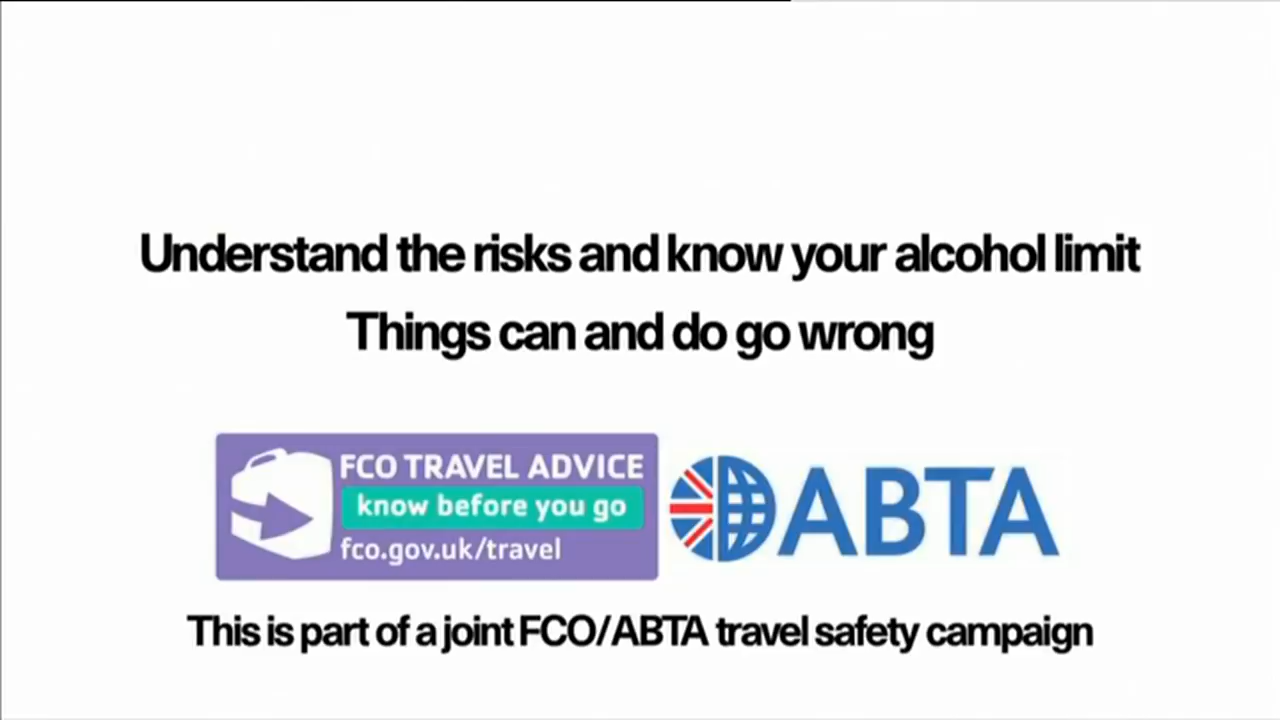 Understand the risks and know your alcohol limit
Things can and do go wrong
FCO TRAVEL ADVICE
know before you go
fco.gov.uk/travel
ABTA
This is part of a joint FCO/ABTA travel safety campaign